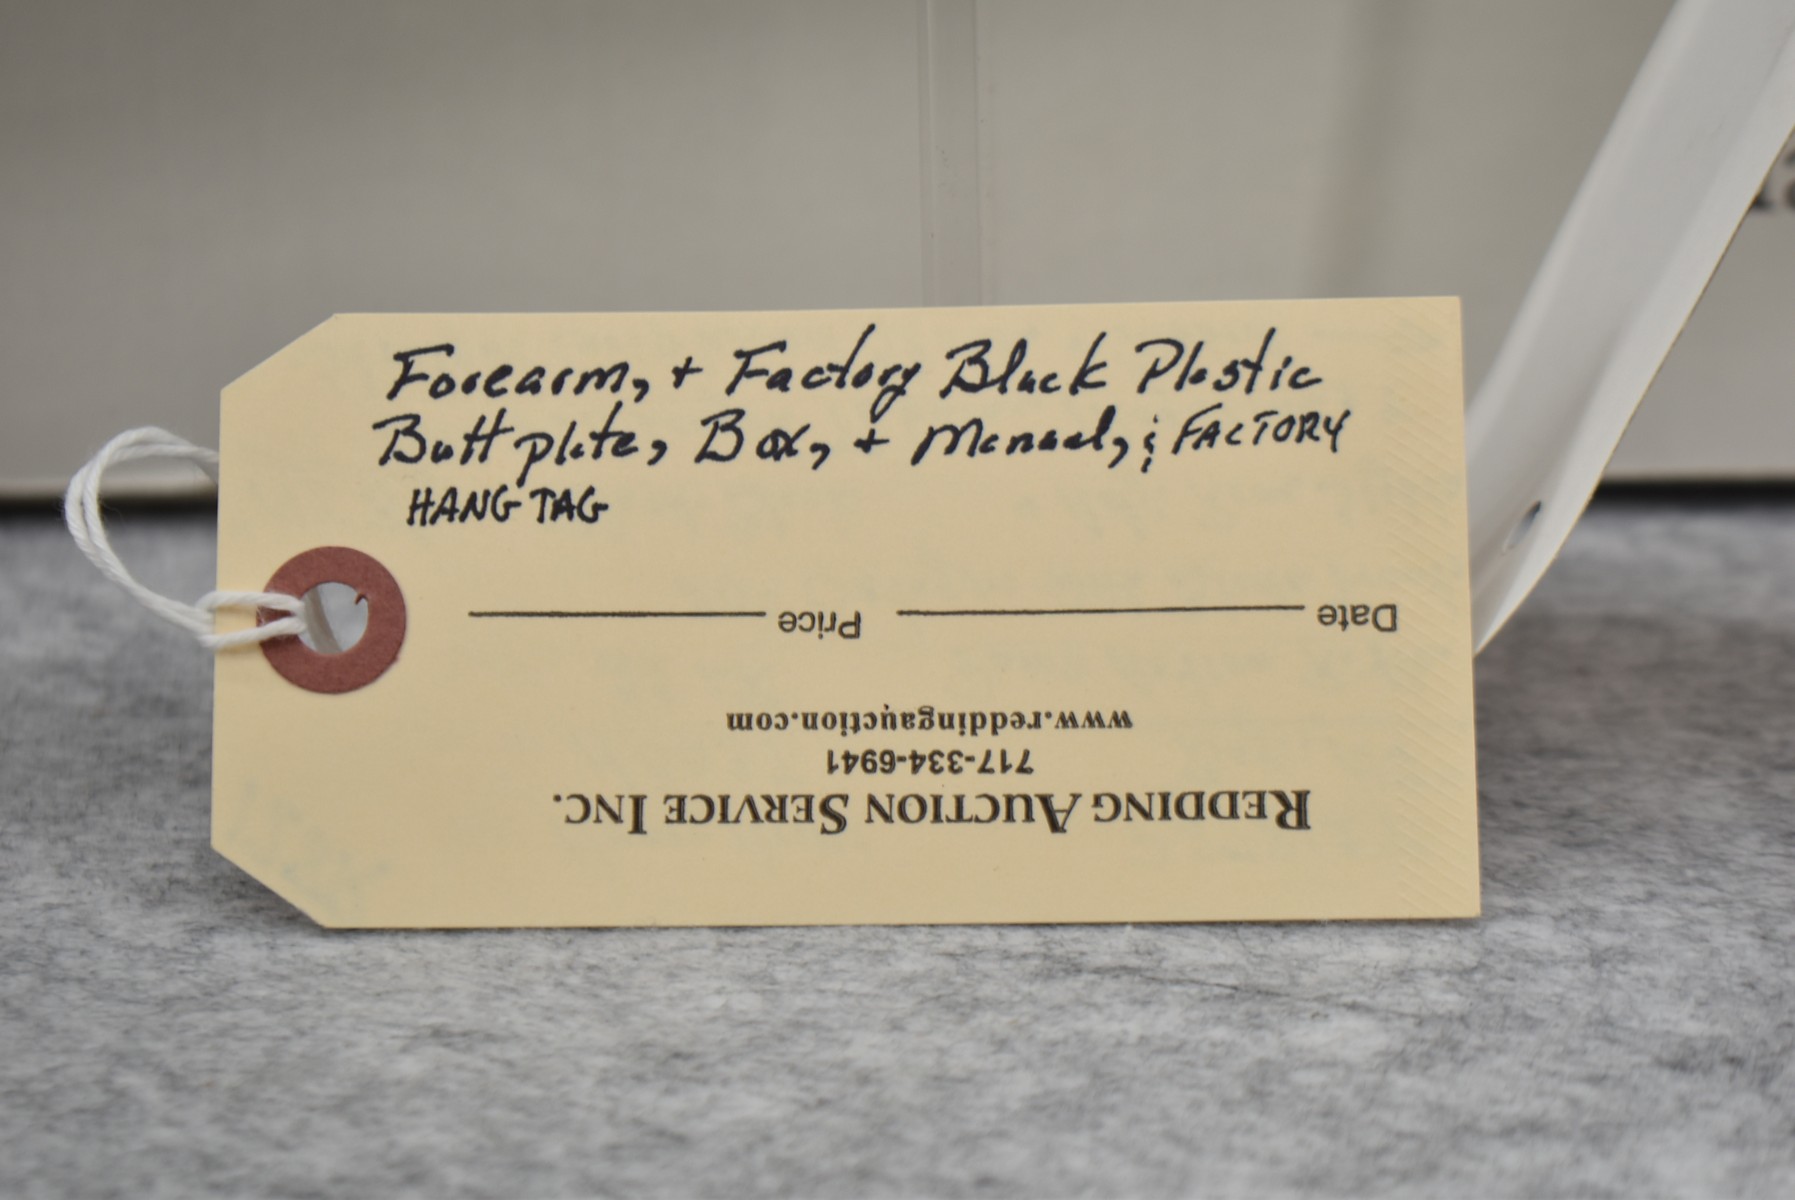 Forearm, + Factory Black Plastic
Buttplate, Box, + Manual, & FACTORY
HANG TAG
Date Price
www.reddingauction.com
717-334-6941
REDDING AUCTION SERVICE INC.